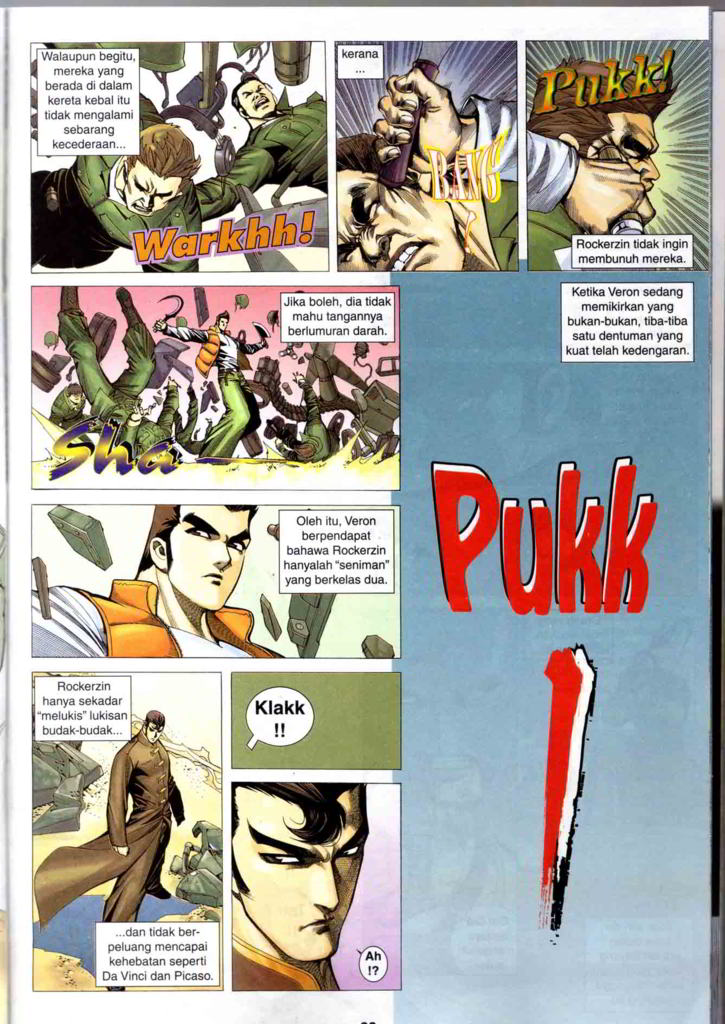 Walaupun begitu,
mereka yang
berada di dalam
kereta kebal itu
tidak mengalami
sebarang
kecederaan...
Warkhh!
kerana
...
BANG
!
Pukk!
Rockerzin tidak ingin
membunuh mereka.
Jika boleh, dia tidak
mahu tangannya
berlumuran darah.
Sha
Ketika Veron sedang
memikirkan yang
bukan-bukan, tiba-tiba
satu dentuman yang
kuat telah kedengaran.
Oleh itu, Veron
berpendapat
bahawa Rockerzin
hanyalah "seniman"
yang berkelas dua.
Rockerzin
hanya sekadar
"melukis" lukisan
budak-budak...
...dan tidak ber-
peluang mencapai
kehebatan seperti
Da Vinci dan Picaso.
Klakk
!!
Ah
!?
Pukk
!